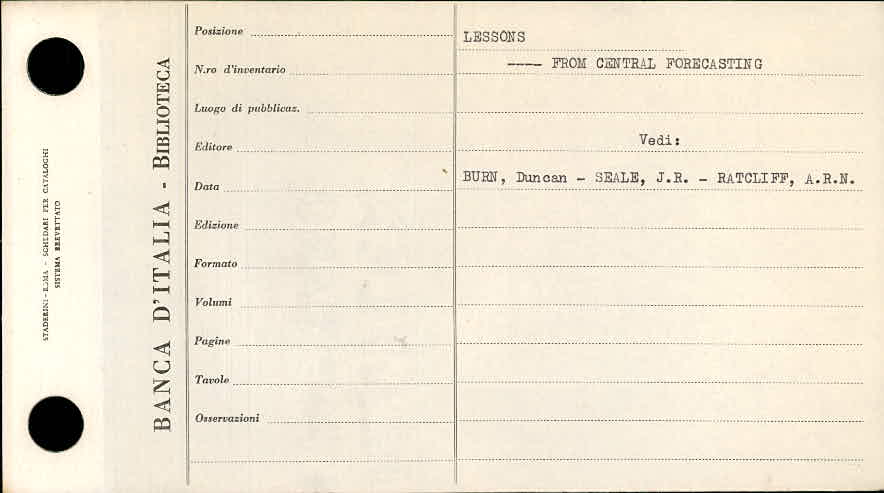 STADERINI - ROMA - SCHEDARI PER CATALOGHI
SISTEMA BREVETTATO
BANCA D'ITALIA - BIBLIOTECA
Posizione
N.ro d'inventario
Luogo di pubblicaz.
Editore
Data
Edizione
Formato
Volumi
Pagine
Tavole
Osservazioni
LESSONS
---- FROM CENTRAL FORECASTING
Vedi:
BURN, Duncan - SEALE, J.R. - RATCLIFF, A.R.N.